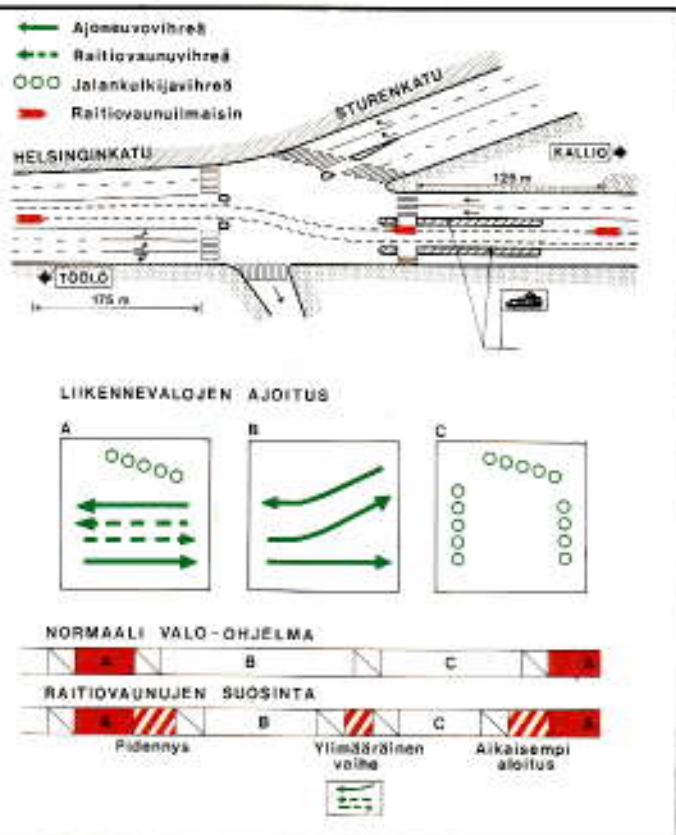 Ajoneuvovihreä
Raitiovaunuvihreä
Jalankulkijavihreä
Raitiovaunuilmaisin
STURENKATU
HELSINGINKATU
KALLIO
125 m
TÖÖLÖ
175 m
LIIKENNEVALOJEN AJOITUS
A B C
NORMAALI VALO-OHJELMA
A B C A
RAITIOVAUNUJEN SUOSINTA
A B C A
Pidennys Ylimääräinen vaihe Aikaisempi aloitus